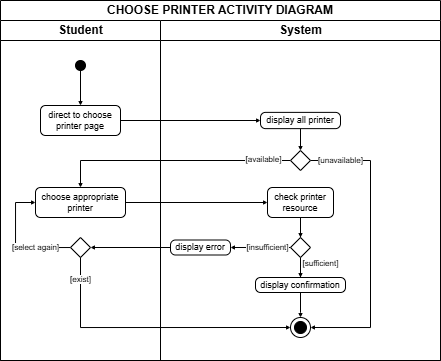 CHOOSE PRINTER ACTIVITY DIAGRAM
Student
System
direct to choose
printer page
display all printer
[available]
[unavailable]
choose appropriate
printer
check printer
resource
[select again]
display error
[insufficient]
[sufficient]
[exist]
display confirmation